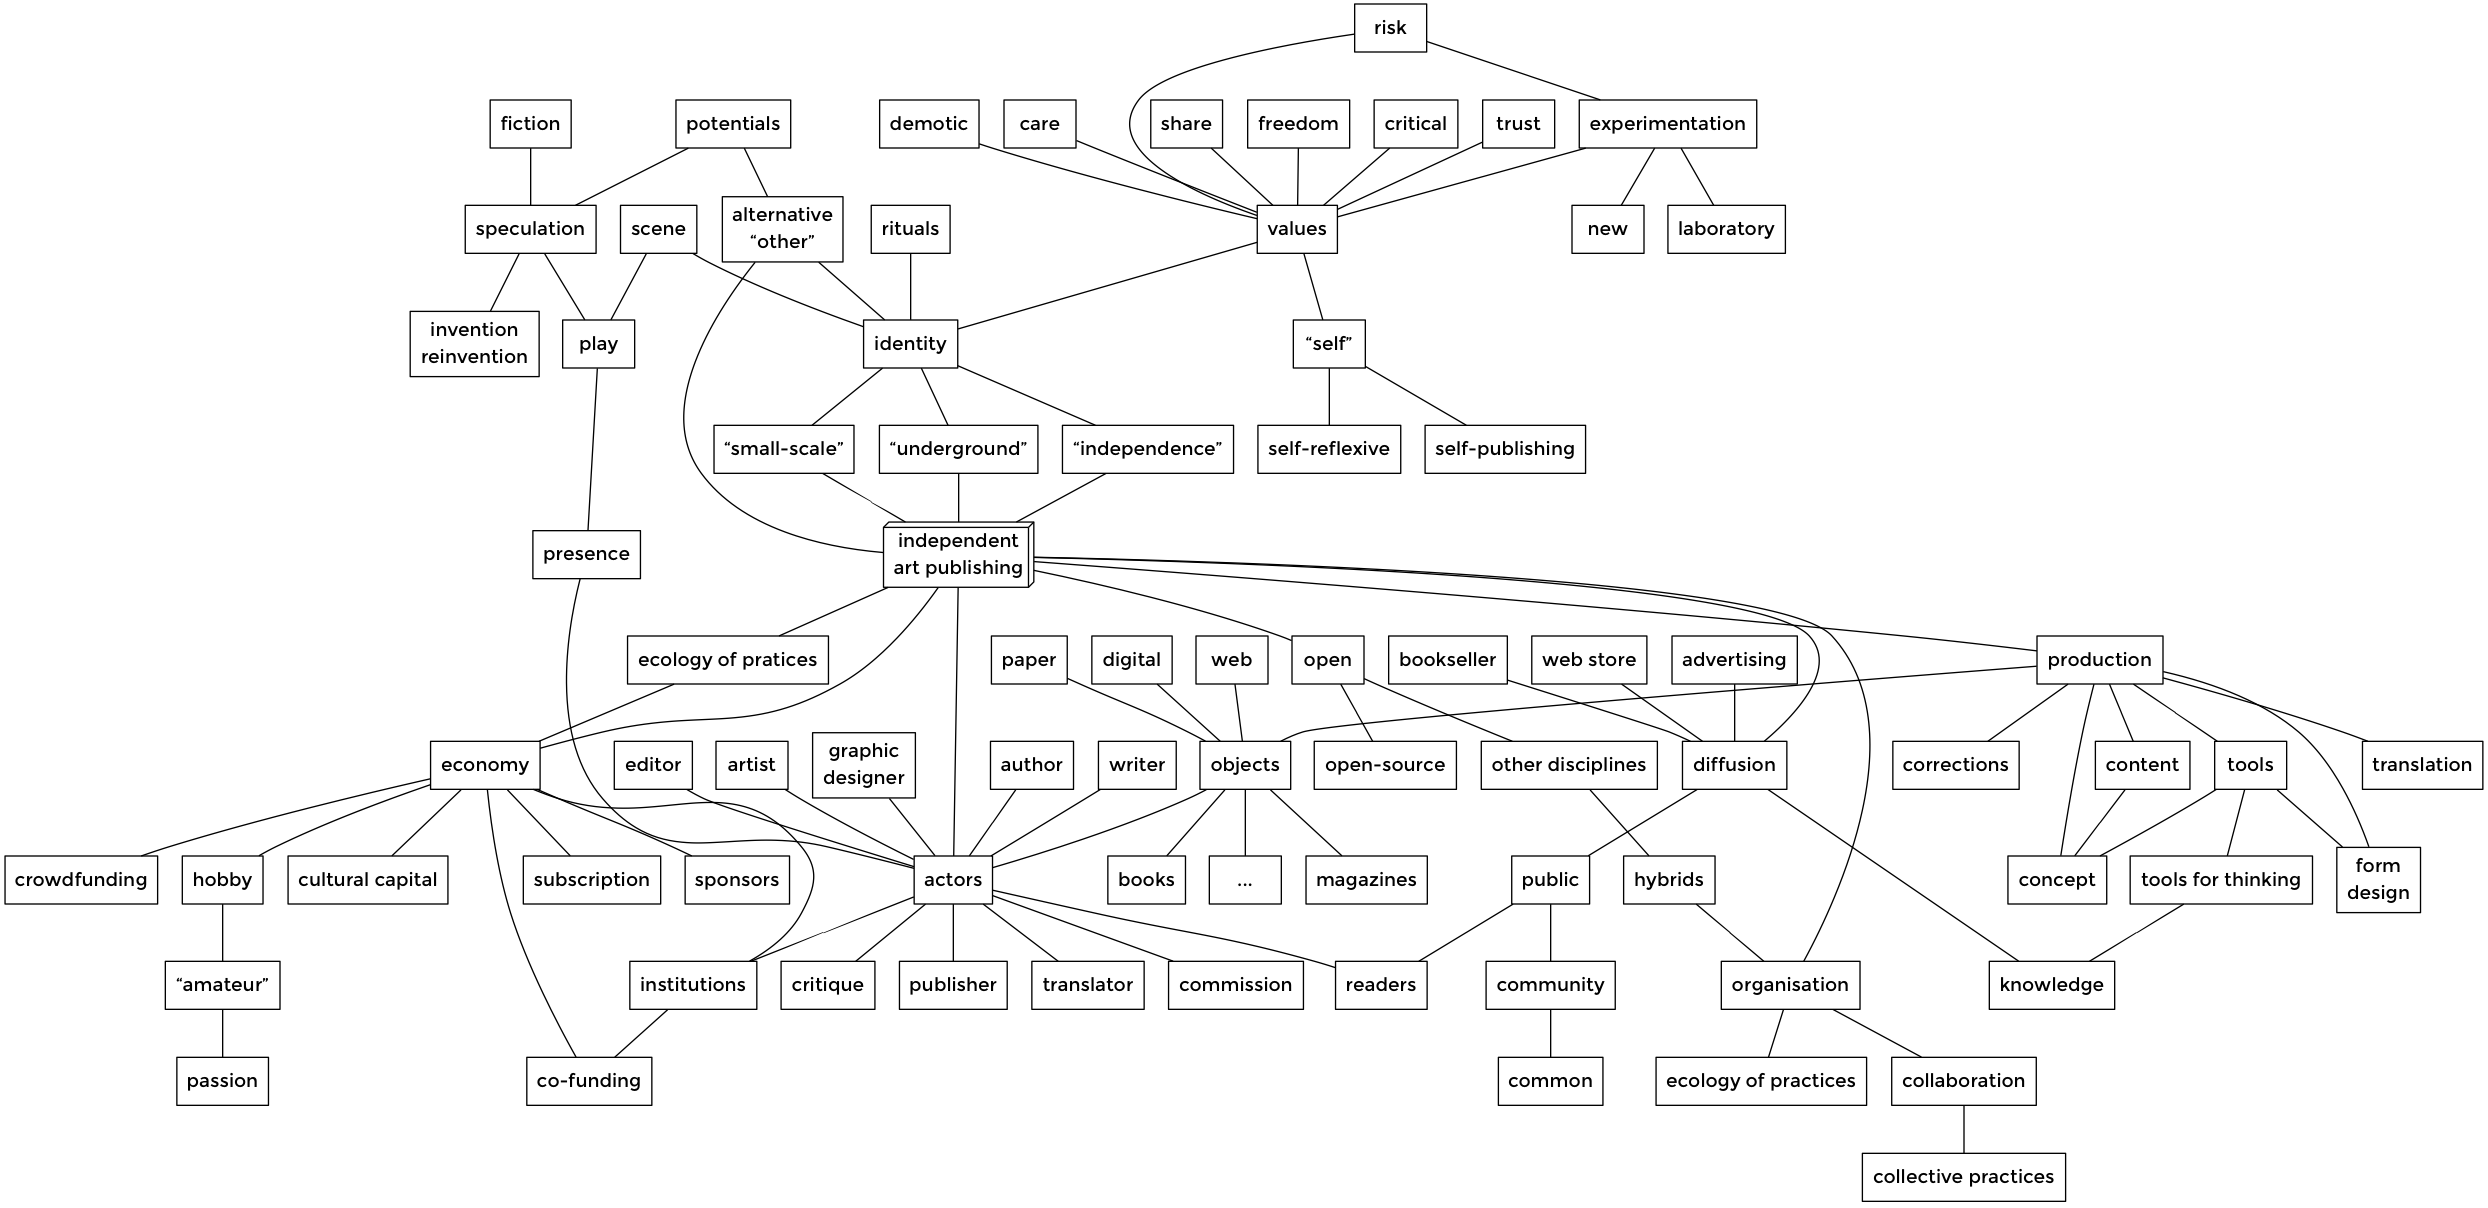 risk
fiction
potentials
demotic
care
share
freedom
critical
trust
experimentation
speculation
scene
alternative
“other”
rituals
values
new
laboratory
invention
reinvention
play
identity
“self”
“small-scale”
“underground”
“independence”
self-reflexive
self-publishing
presence
independent
art publishing
ecology of pratices
paper
digital
web
open
bookseller
web store
advertising
production
economy
editor
artist
graphic
designer
author
writer
objects
open-source
other disciplines
diffusion
corrections
content
tools
translation
crowdfunding
hobby
cultural capital
subscription
sponsors
actors
books
...
magazines
public
hybrids
concept
tools for thinking
form
design
“amateur”
institutions
critique
publisher
translator
commission
readers
community
organisation
knowledge
passion
co-funding
common
ecology of practices
collaboration
collective practices